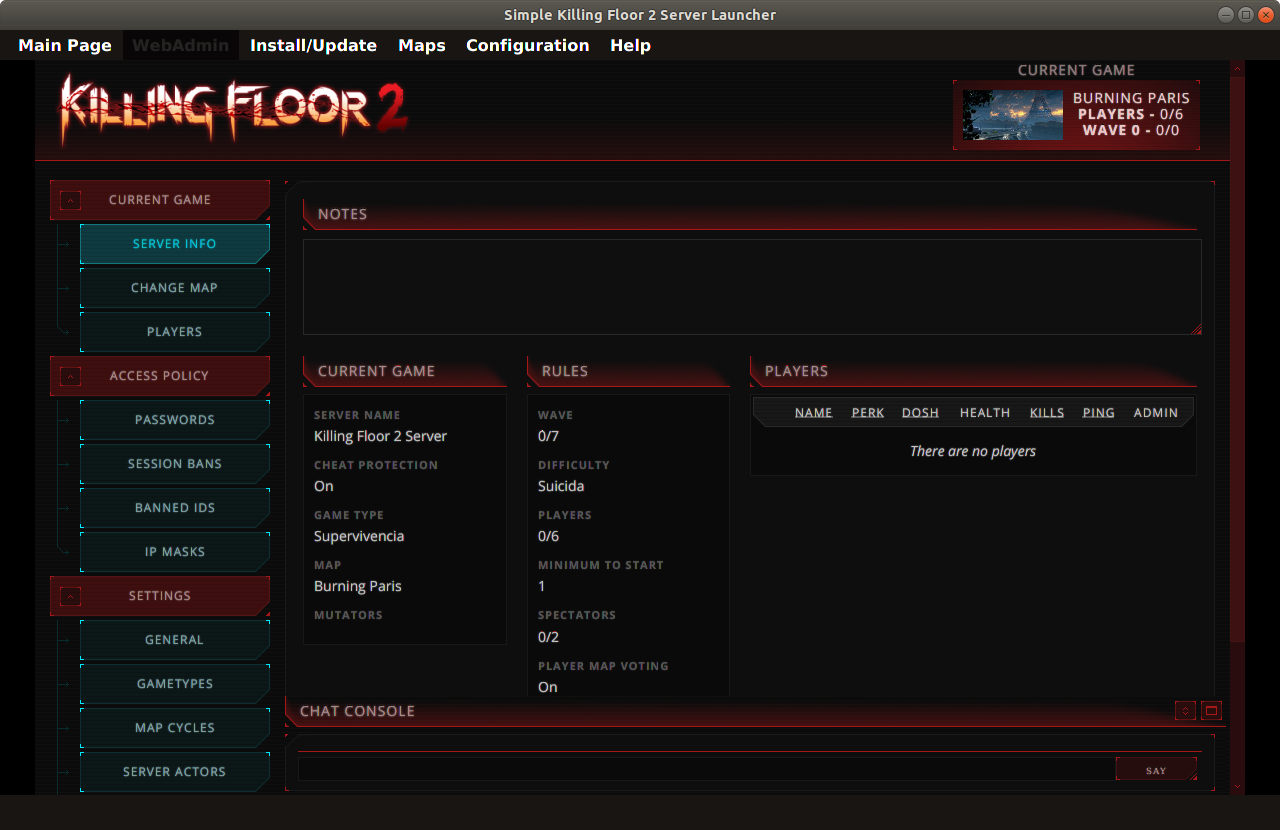 Simple Killing Floor 2 Server Launcher
Main Page WebAdmin Install/Update Maps Configuration Help
KILLING FLOOR 2
CURRENT GAME
BURNING PARIS
PLAYERS - 0/6
WAVE 0 - 0/0
CURRENT GAME
SERVER INFO
CHANGE MAP
PLAYERS
ACCESS POLICY
PASSWORDS
SESSION BANS
BANNED IDS
IP MASKS
SETTINGS
GENERAL
GAMETYPES
MAP CYCLES
SERVER ACTORS
NOTES
CURRENT GAME
SERVER NAME
Killing Floor 2 Server
CHEAT PROTECTION
On
GAME TYPE
Supervivencia
MAP
Burning Paris
MUTATORS
RULES
WAVE
0/7
DIFFICULTY
Suicida
PLAYERS
0/6
MINIMUM TO START
1
SPECTATORS
0/2
PLAYER MAP VOTING
On
PLAYERS
NAME PERK DOSH HEALTH KILLS PING ADMIN
There are no players
CHAT CONSOLE
SAY